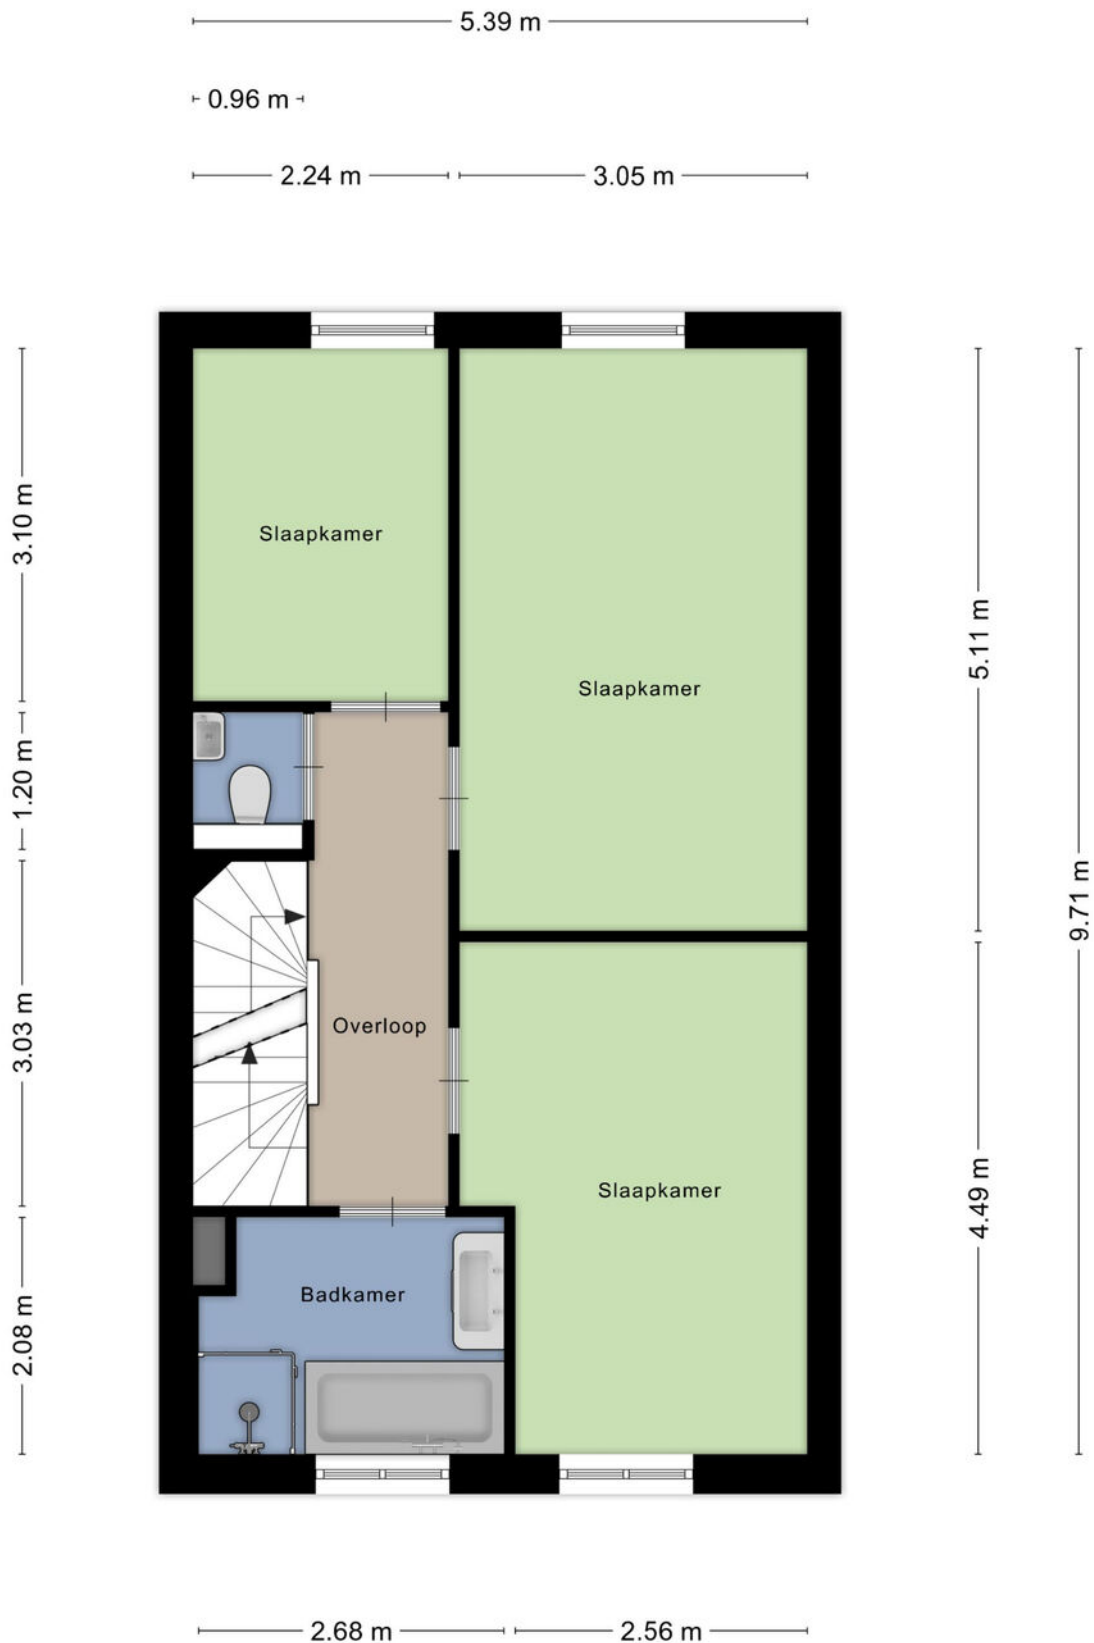 5.39 m
0.96 m
2.24 m
3.05 m
3.10 m
Slaapkamer
5.11 m
Slaapkamer
1.20 m
9.71 m
3.03 m
Overloop
4.49 m
Slaapkamer
Badkamer
2.08 m
2.68 m
2.56 m